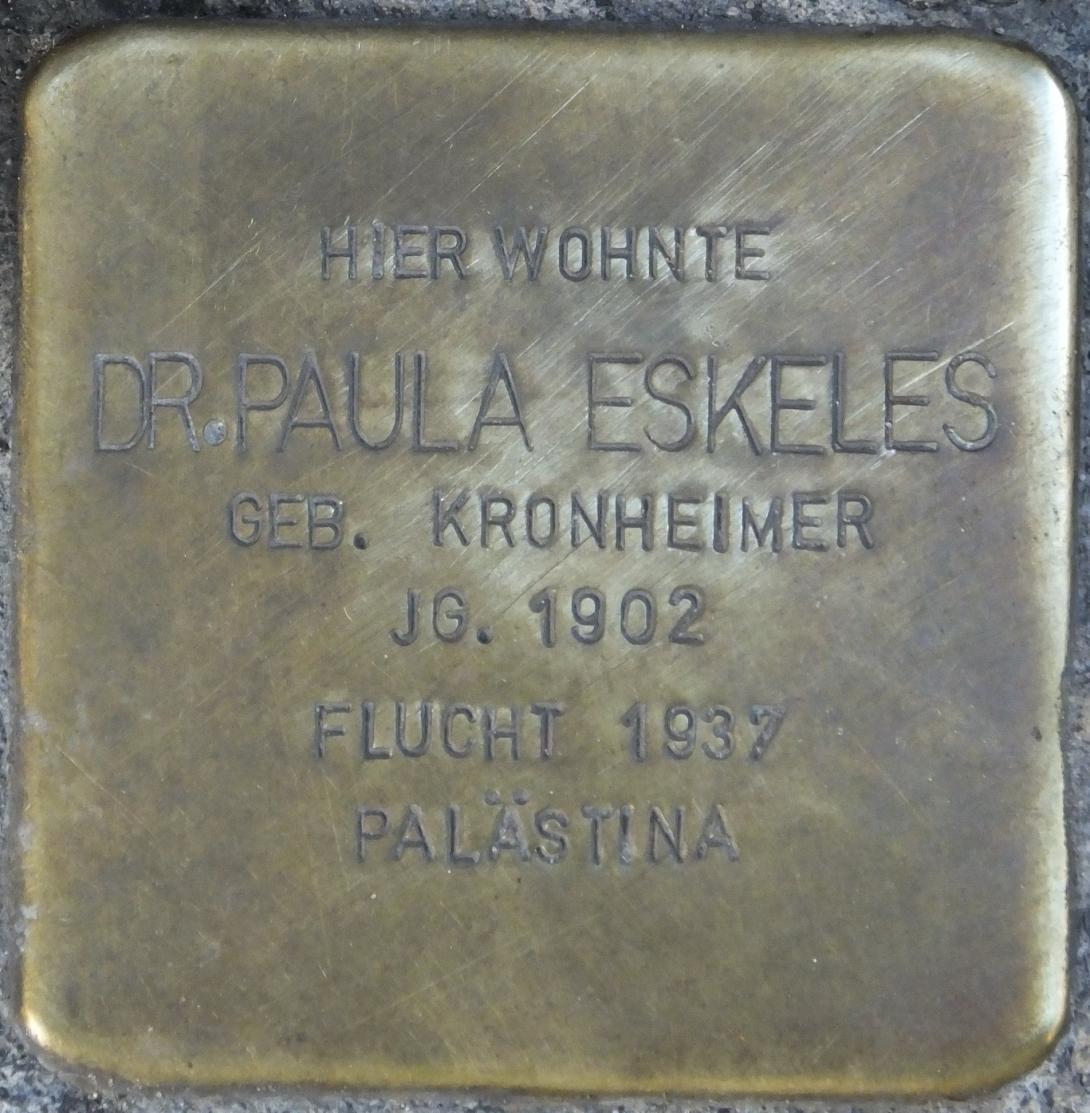 HIER WOHNTE
DR. PAULA ESKELES
GEB. KRONHEIMER
JG. 1902
FLUCHT 1937
PALÄSTINA